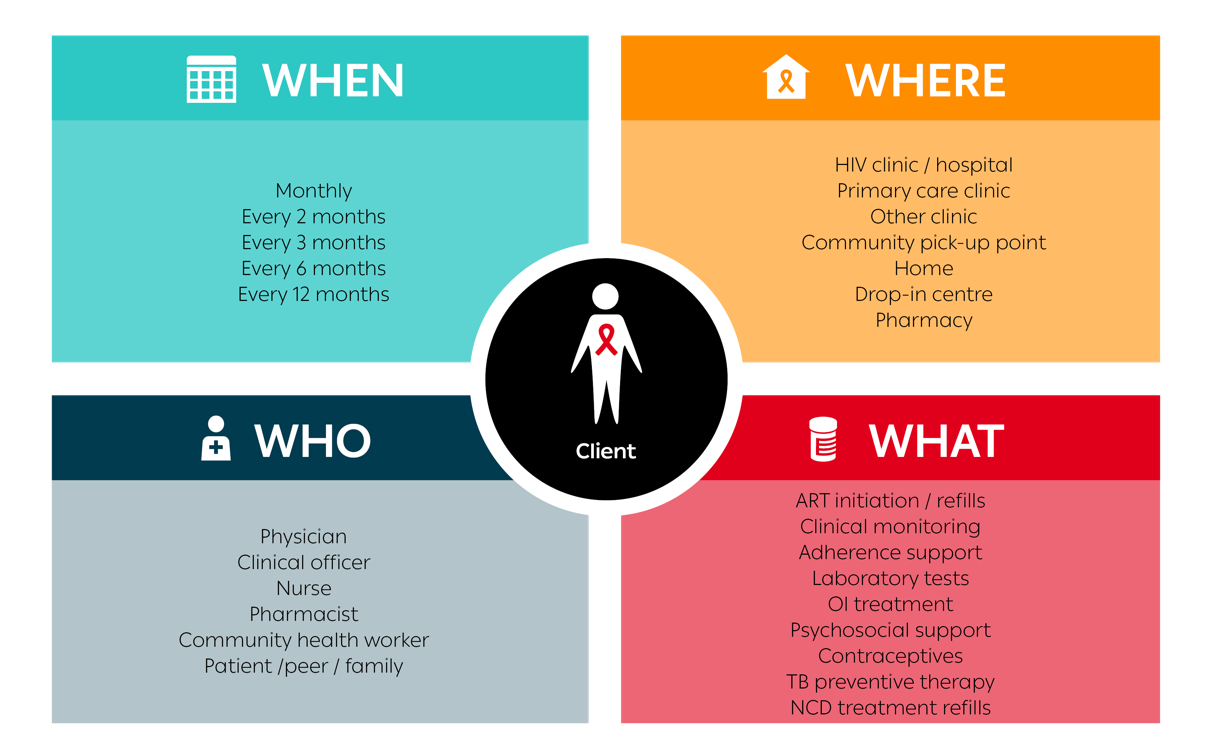 WHEN
Monthly
Every 2 months
Every 3 months
Every 6 months
Every 12 months
WHERE
HIV clinic / hospital
Primary care clinic
Other clinic
Community pick-up point
Home
Drop-in centre
Pharmacy
Client
WHO
Physician
Clinical officer
Nurse
Pharmacist
Community health worker
Patient /peer / family
WHAT
ART initiation / refills
Clinical monitoring
Adherence support
Laboratory tests
OI treatment
Psychosocial support
Contraceptives
TB preventive therapy
NCD treatment refills